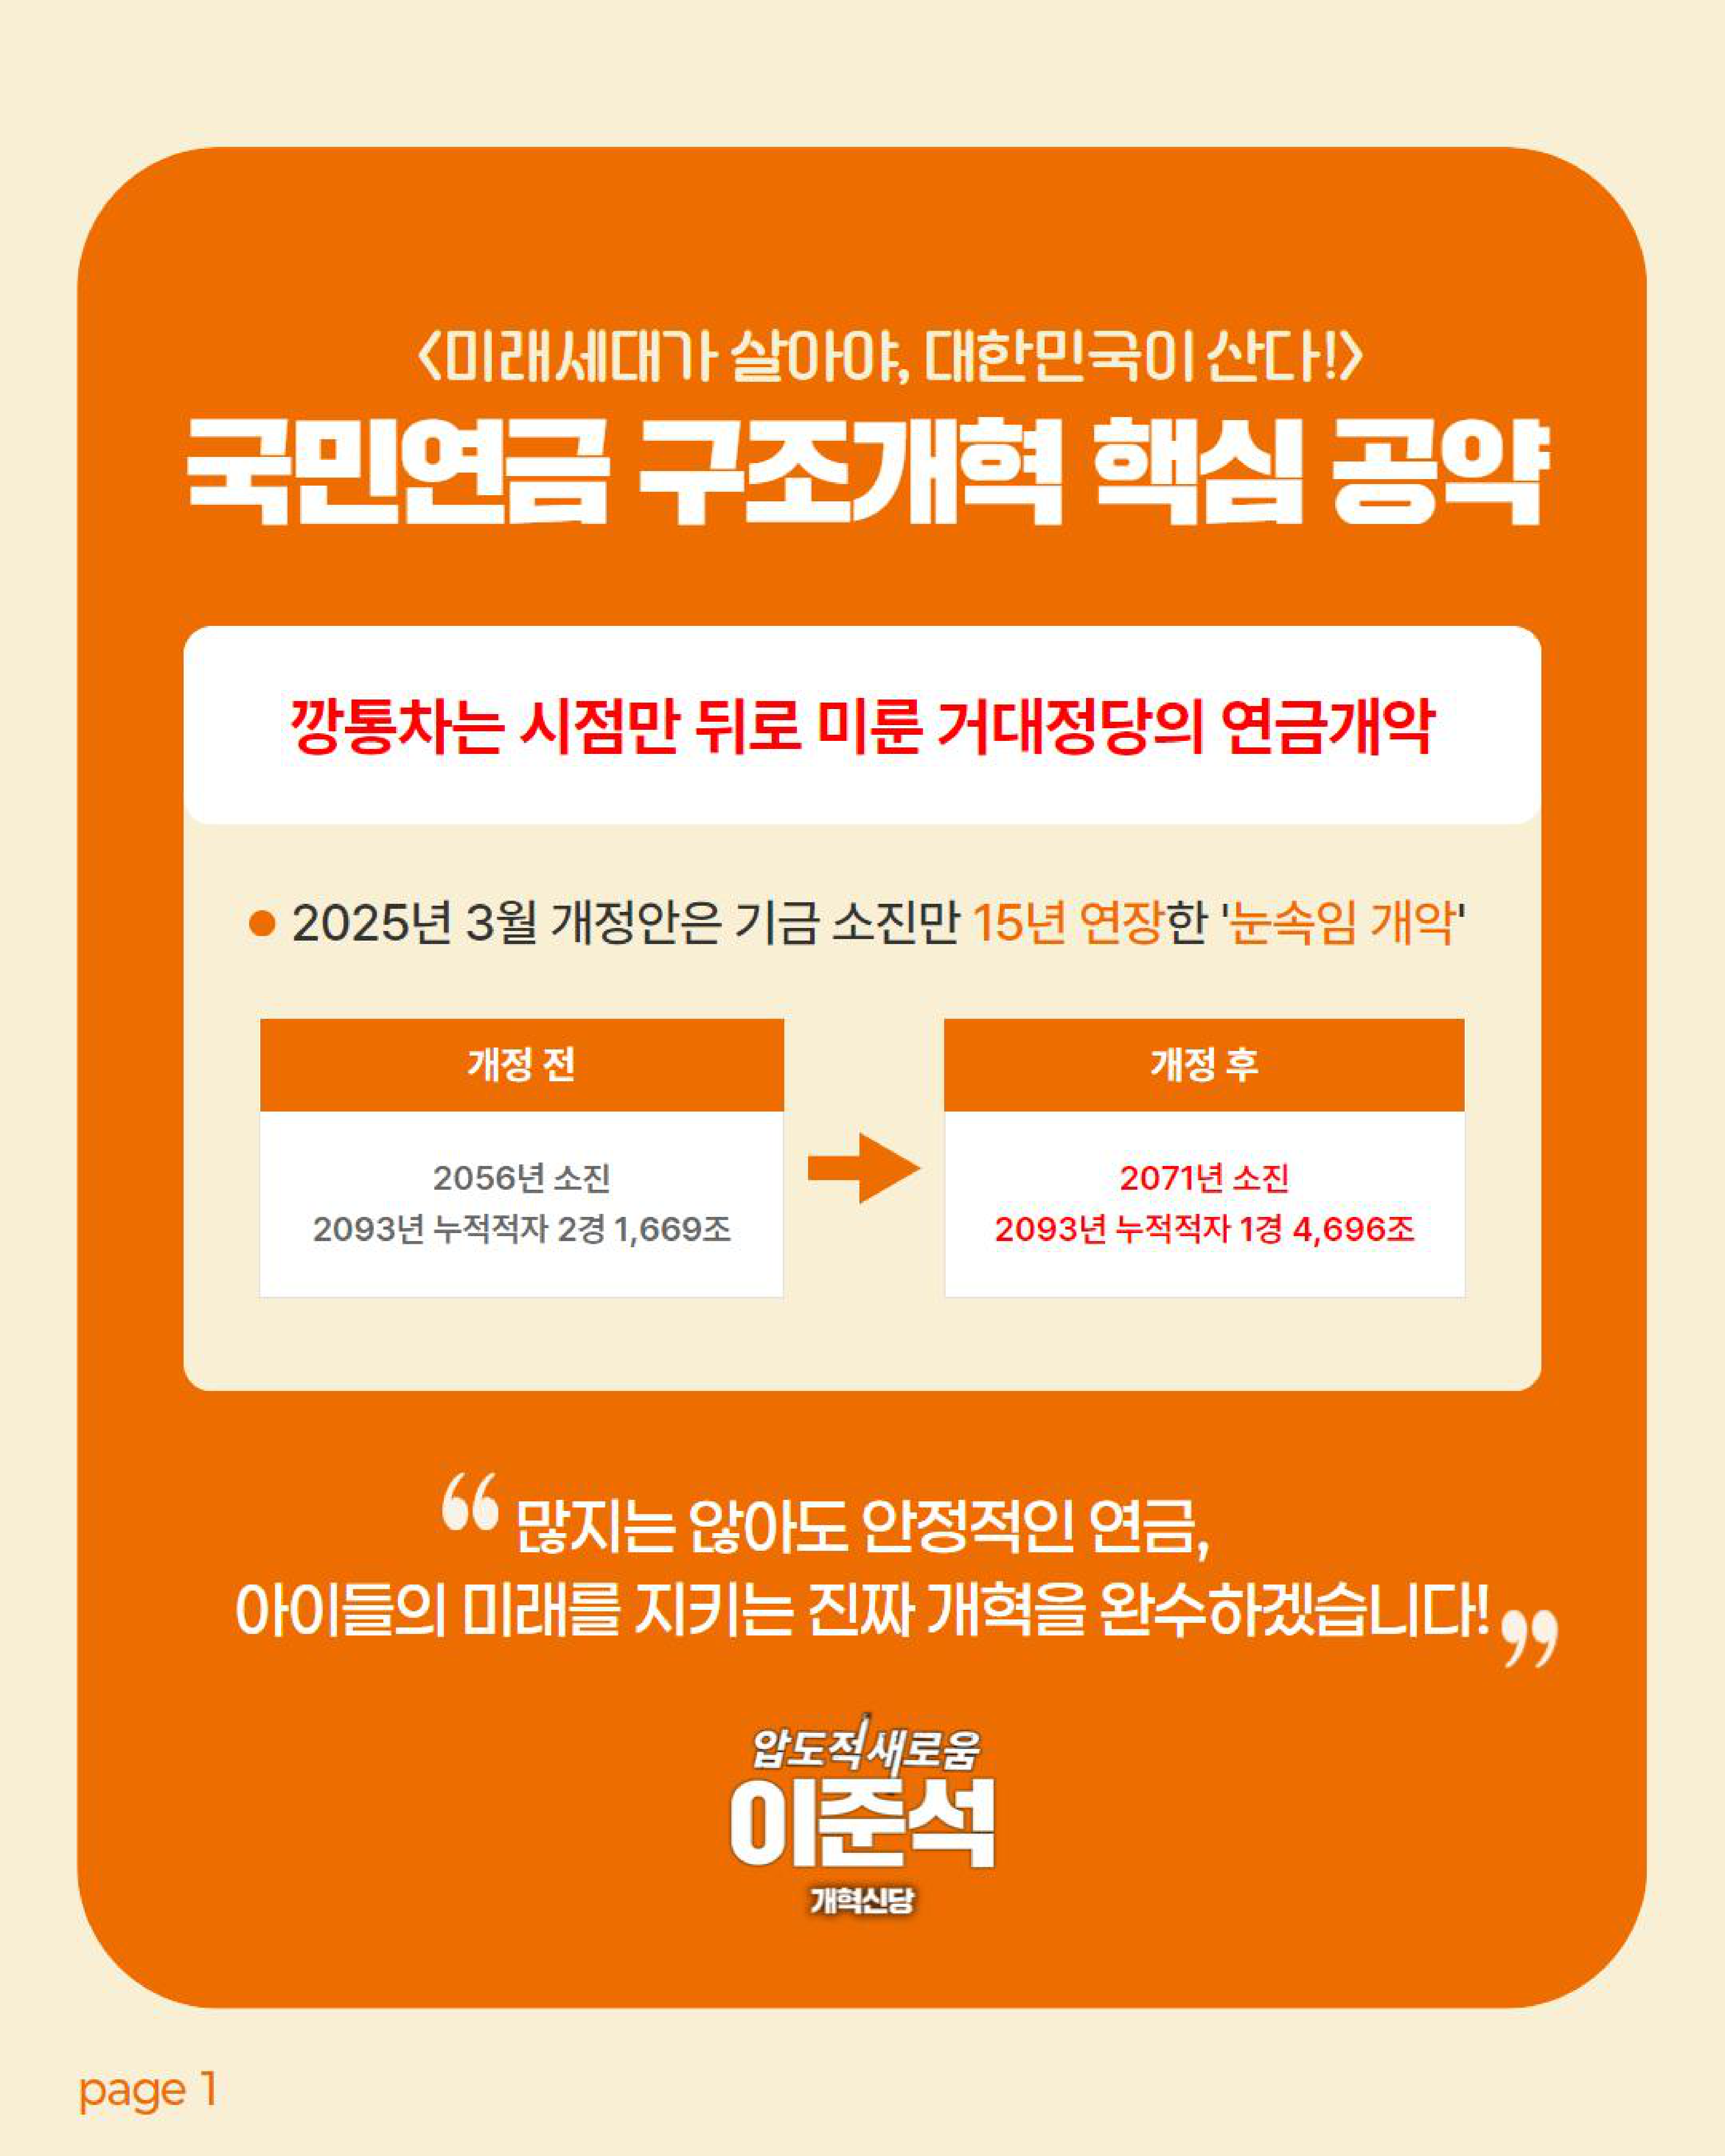 <미래세대가 살아야, 대한민국이 산다!>
국민연금 구조개혁 핵심 공약
깡통차는 시점만 뒤로 미룬 거대정당의 연금개악
● 2025년 3월 개정안은 기금 소진만 15년 연장한 '눈속임 개악'
개정 전
2056년 소진
2093년 누적적자 2경 1,669조
개정 후
2071년 소진
2093년 누적적자 1경 4,696조
“ 많지는 않아도 안정적인 연금,
아이들의 미래를 지키는 진짜 개혁을 완수하겠습니다! ”
압도적새로움
이준석
개혁신당
page 1